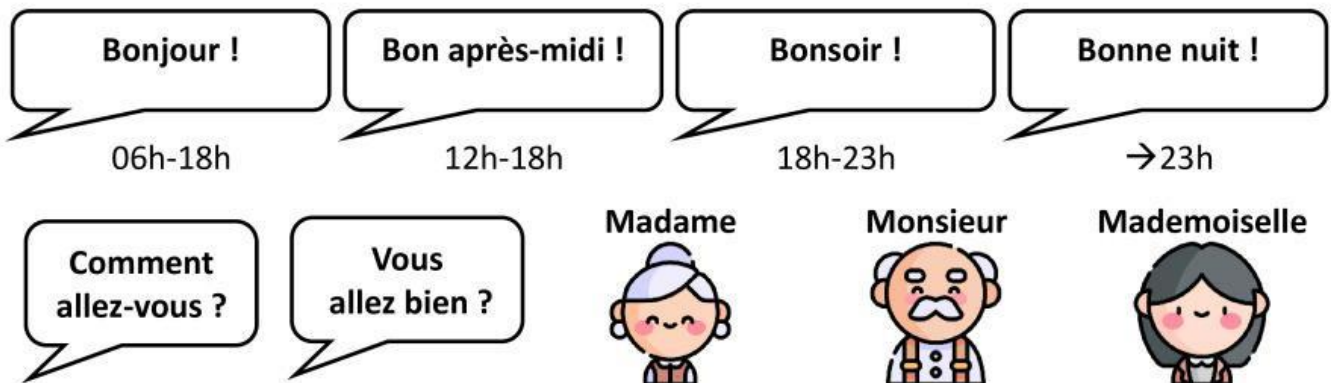 Bonjour !
Bon après-midi !
Bonsoir !
Bonne nuit !
06h-18h
12h-18h
18h-23h
→23h
Comment
allez-vous ?
Vous
allez bien ?
Madame
Monsieur
Mademoiselle